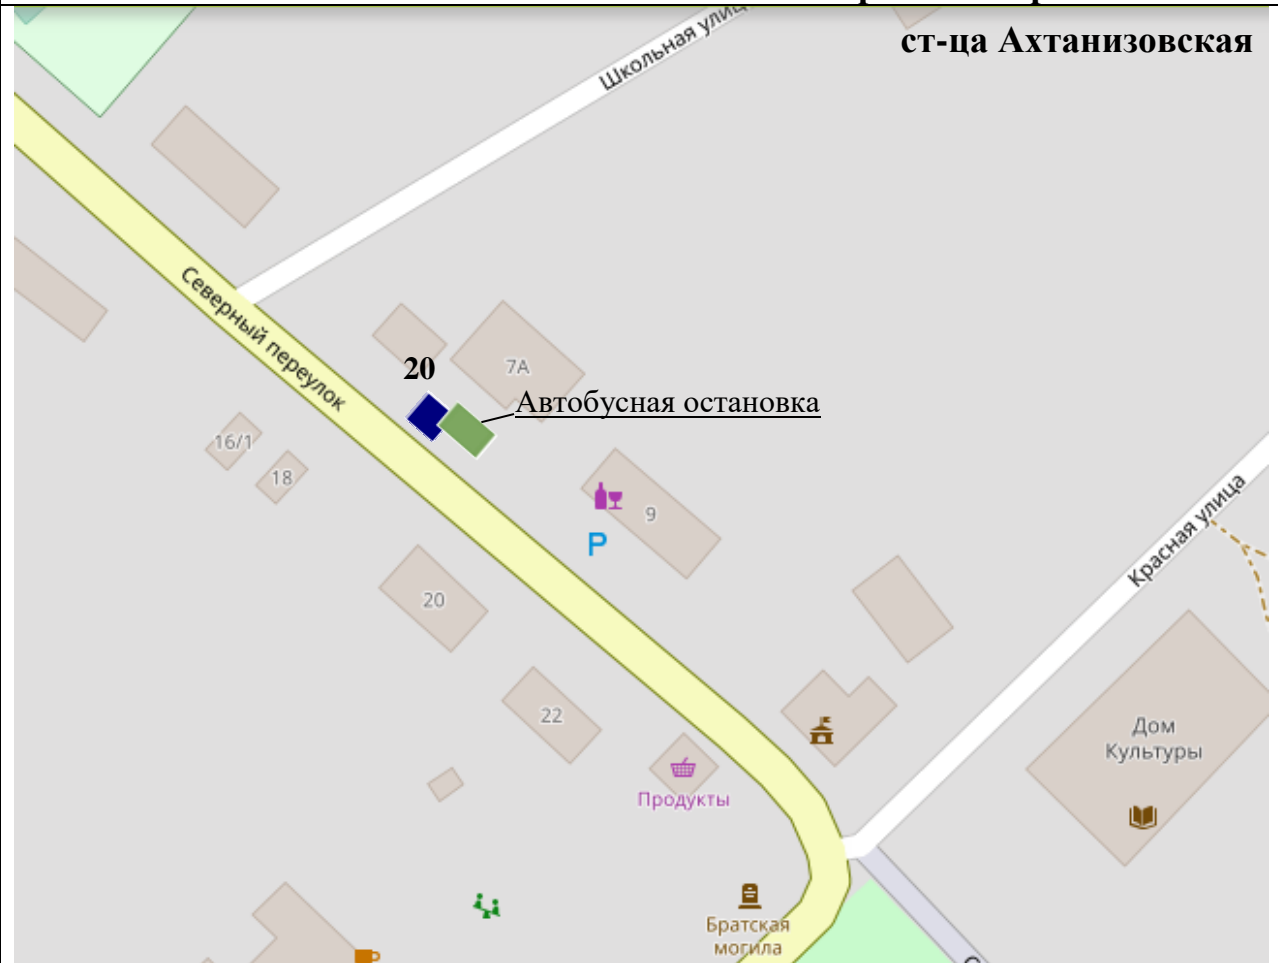 ст-ца Ахтанизовская
Школьная улица
Северный переулок
7А
20
Автобусная остановка
16/1
18
9
P
Красная улица
20
22
Дом
Культуры
Продукты
Братская
могила